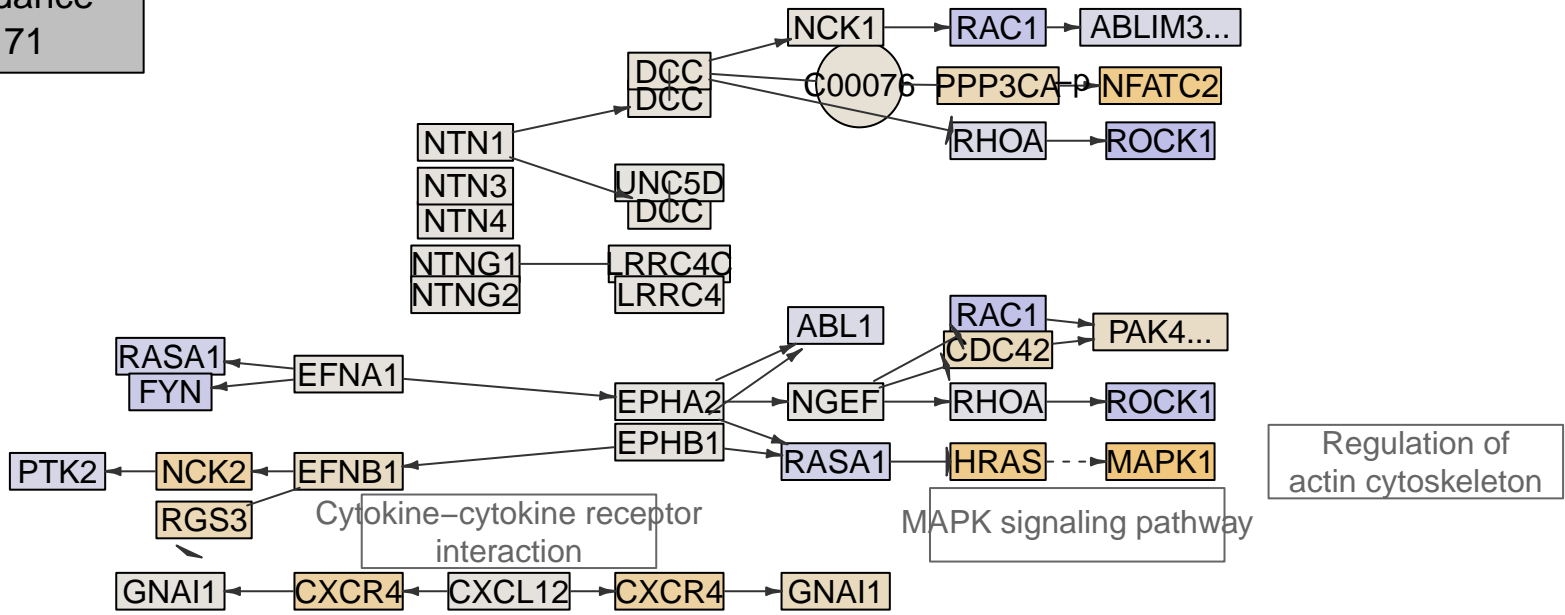 71
NCK1
RAC1
ABLIM3...
DCC
DCC
C00076
PPP3CA
–p
NFATC2
NTN1
RHOA
ROCK1
NTN3
UNC5D
NTN4
DCC
NTNG1
LRRC4C
NTNG2
LRRC4
RAC1
ABL1
PAK4...
RASA1
CDC42
EFNA1
FYN
EPHA2
NGEF
RHOA
ROCK1
EPHB1
PTK2
NCK2
EFNB1
RASA1
HRAS
MAPK1
Regulation of
actin cytoskeleton
RGS3
Cytokine–cytokine receptor
interaction
MAPK signaling pathway
GNAI1
CXCR4
CXCL12
CXCR4
GNAI1